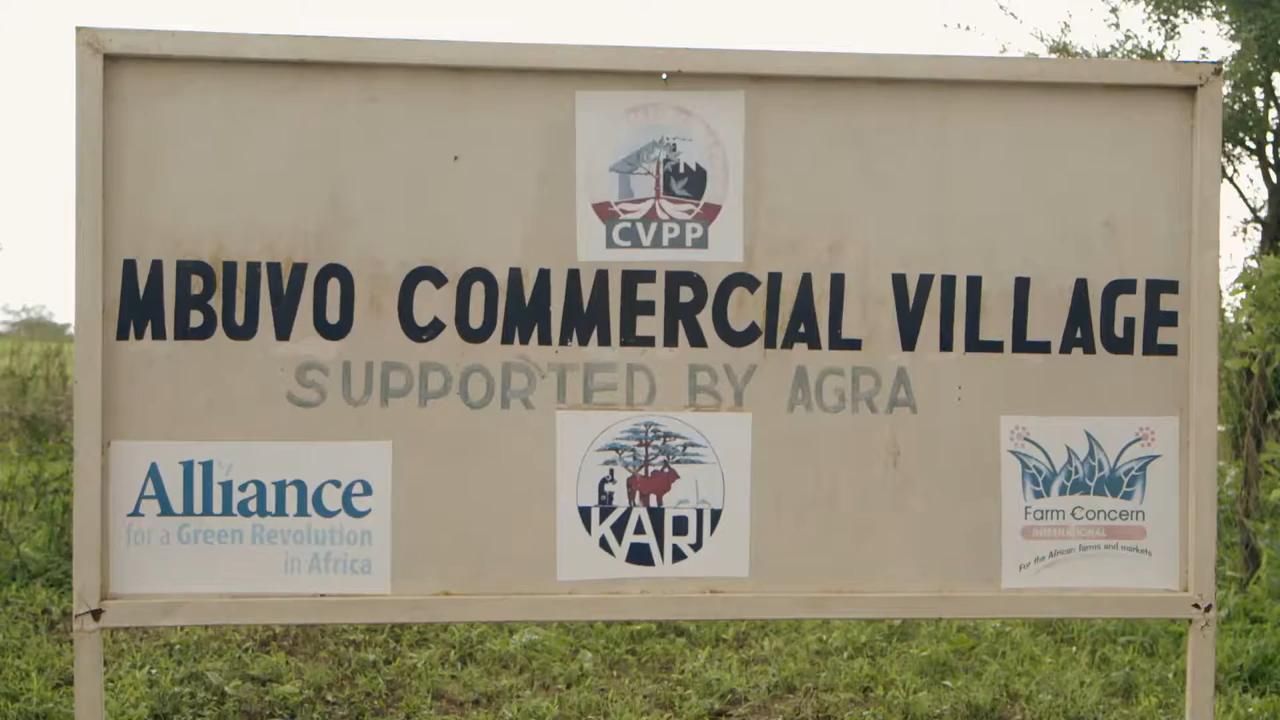 CVPP
MBUVO COMMERCIAL VILLAGE
SUPPORTED BY AGRA
Alliance
for a Green Revolution
in Africa
KARI
Farm Concern
INTERNATIONAL
For the African farms and markets